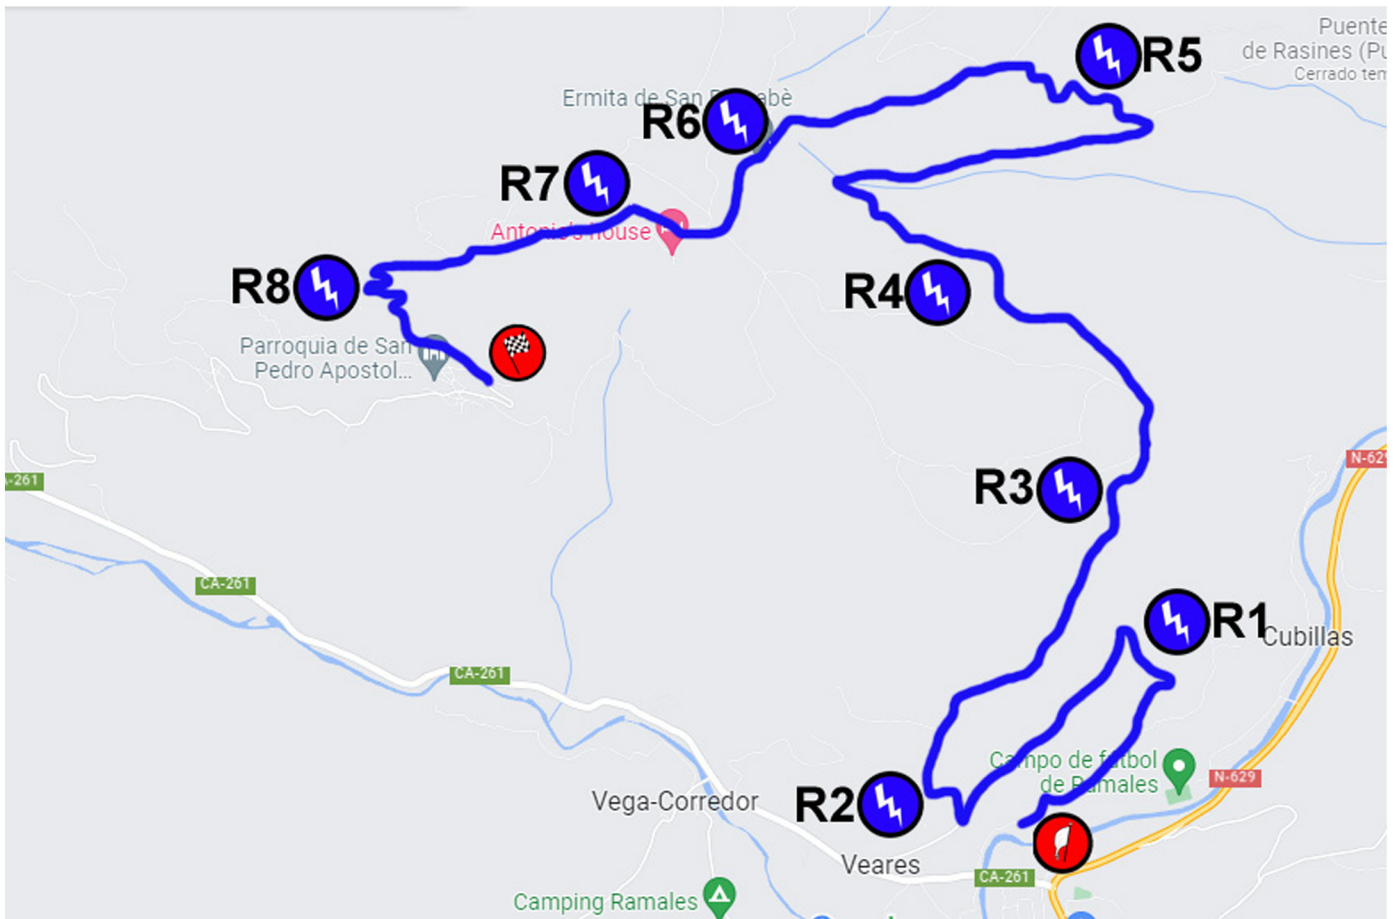 Puente
de Rasines (Pu
Cerrado tem
R5
Ermita de San
abè
R6
R7
Antonio's house
R8
R4
Parroquia de San
Pedro Apostol...
N-629
R3
A-261
CA-261
R1
Cubillas
CA-261
Campo de fútbol
de Ramales
N-629
Vega-Corredor
R2
Veares
CA-261
Camping Ramales